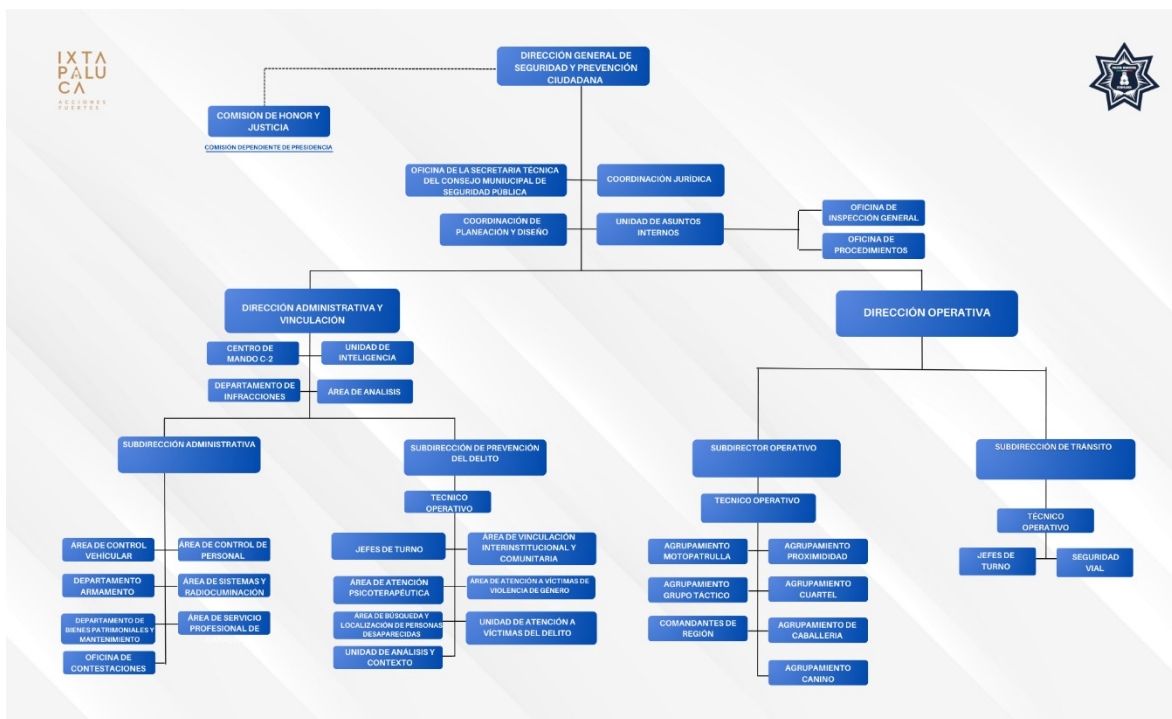 IXTA
PALU
CA
ACCIONES
FUERTES
DIRECCIÓN GENERAL DE
SEGURIDAD Y PREVENCIÓN
CIUDADANA
COMISIÓN DE HONOR Y
JUSTICIA
COMISIÓN DEPENDIENTE DE PRESIDENCIA
OFICINA DE LA SECRETARIA TÉCNICA
DEL CONSEJO MUNIUCIPAL DE
SEGURIDAD PÚBLICA
COORDINACIÓN JURÍDICA
COORDINACIÓN DE
PLANEACIÓN Y DISEÑO
UNIDAD DE ASUNTOS
INTERNOS
OFICINA DE
INSPECCIÓN GENERAL
OFICINA DE
PROCEDIMIENTOS
DIRECCIÓN ADMINISTRATIVA Y
VINCULACIÓN
DIRECCIÓN OPERATIVA
CENTRO DE
MANDO C-2
UNIDAD DE
INTELIGENCIA
DEPARTAMENTO DE
INFRACCIONES
ÁREA DE ANALISIS
SUBDIRECCIÓN ADMINISTRATIVA
SUBDIRECCIÓN DE PREVENCIÓN
DEL DELITO
SUBDIRECTOR OPERATIVO
SUBDIRECCIÓN DE TRÁNSITO
TECNICO
OPERATIVO
TECNICO OPERATIVO
TÉCNICO
OPERATIVO
ÁREA DE CONTROL
VEHÍCULAR
ÁREA DE CONTROL DE
PERSONAL
DEPARTAMENTO
ARMAMENTO
ÁREA DE SISTEMAS Y
RADIOCUMINACIÓN
DEPARTAMENTO DE
BIENES PATRIMONIALES Y
MANTENIMIENTO
ÁREA DE SERVICIO
PROFESIONAL DE
OFICINA DE
CONTESTACIONES
JEFES DE TURNO
ÁREA DE VINCULACIÓN
INTERINSTITUCIONAL Y
COMUNITARIA
ÁREA DE ATENCIÓN
PSICOTERAPÉUTICA
ÁREA DE ATENCIÓN A VÍCTIMAS DE
VIOLENCIA DE GÉNERO
ÁREA DE BÚSQUEDA Y
LOCALIZACIÓN DE PERSONAS
DESAPARECIDAS
UNIDAD DE ATENCIÓN A
VÍCTIMAS DEL DELITO
UNIDAD DE ANÁLISIS Y
CONTEXTO
AGRUPAMIENTO
MOTOPATRULLA
AGRUPAMIENTO
PROXIMIDIDAD
AGRUPAMIENTO
GRUPO TÁCTICO
AGRUPAMIENTO
CUARTEL
COMANDANTES DE
REGIÓN
AGRUPAMIENTO DE
CABALLERIA
AGRUPAMIENTO
CANINO
JEFES DE
TURNO
SEGURIDAD
VIAL